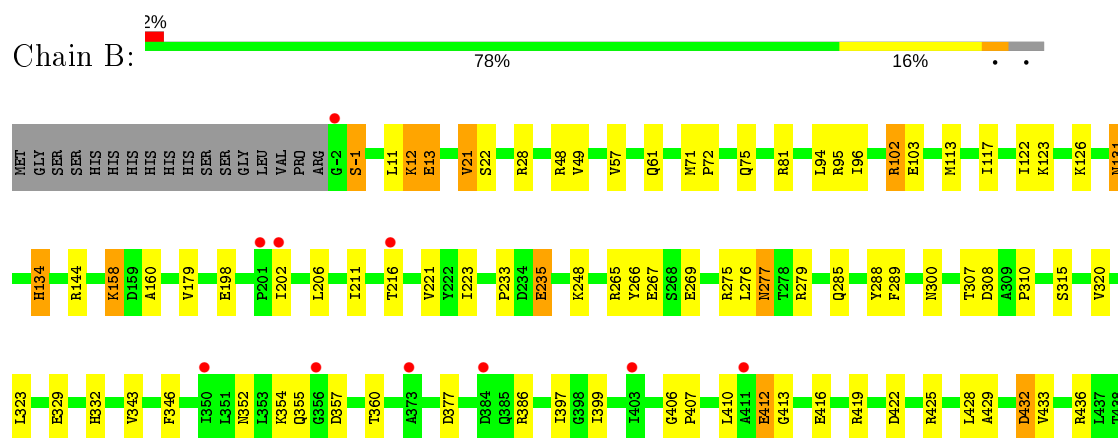 2%
Chain B:
78% 16% • •
MET GLY SER SER HIS HIS HIS HIS HIS HIS SER SER GLY LEU VAL PRO ARG G-2 S-1 L11 K12 E13 V21 S22 R28 R48 V49 V57 Q61 M71 P72 Q75 R81 L94 R95 I96 R102 E103 M113 I117 I122 K123 K126 N131
H134 R144 K158 D159 A160 V179 E198 P201 I202 L206 I211 T216 V221 Y222 I223 P233 D234 E235 K248 R265 Y266 E267 S268 E269 R275 L276 N277 T278 R279 Q285 Y288 F289 N300 T307 D308 A309 P310 S315 V320
L323 E329 H332 V343 F346 I350 L351 N352 L353 K354 Q355 G356 D357 T360 A373 D377 D384 Q385 R386 I397 G398 I399 I403 G406 P407 L410 A411 E412 G413 E416 R419 D422 R425 L428 A429 D432 V433 R436 L437